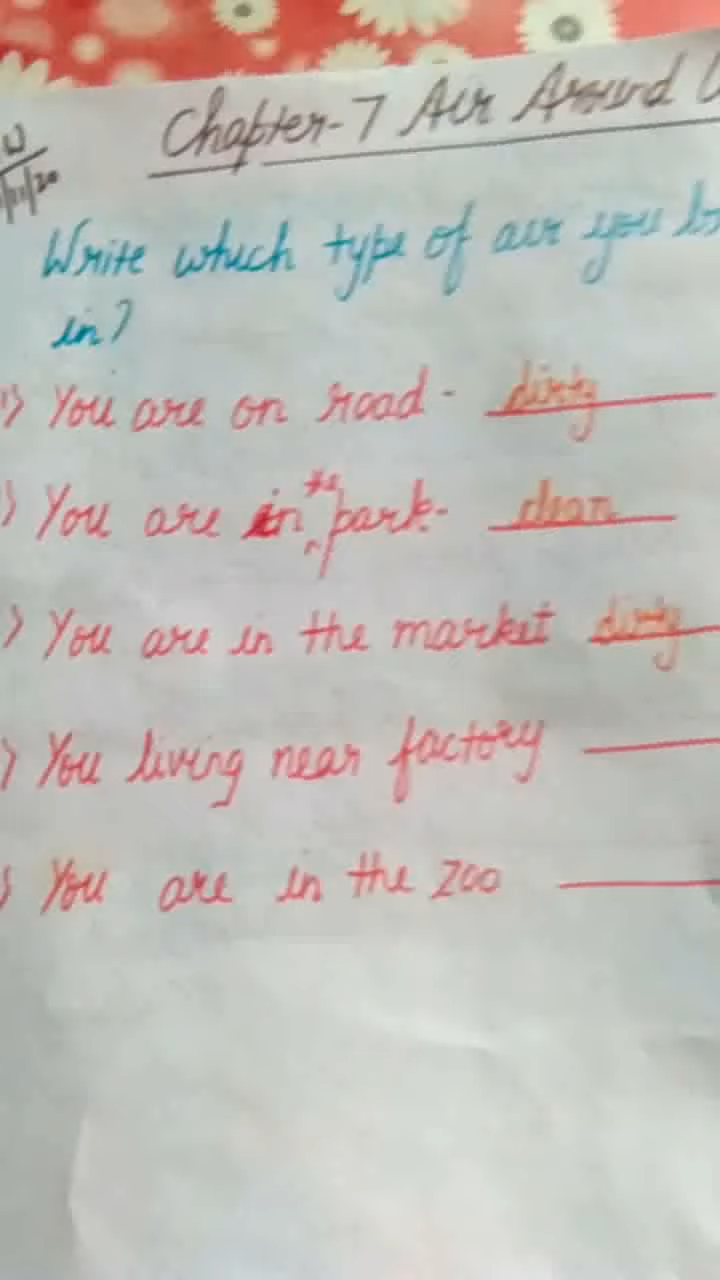 Chapter-7 Air Around
Write which type of air you
in?
You are on road - dirty
You are in the park - clean
You are in the market dirty
You living near factory
You are in the zoo